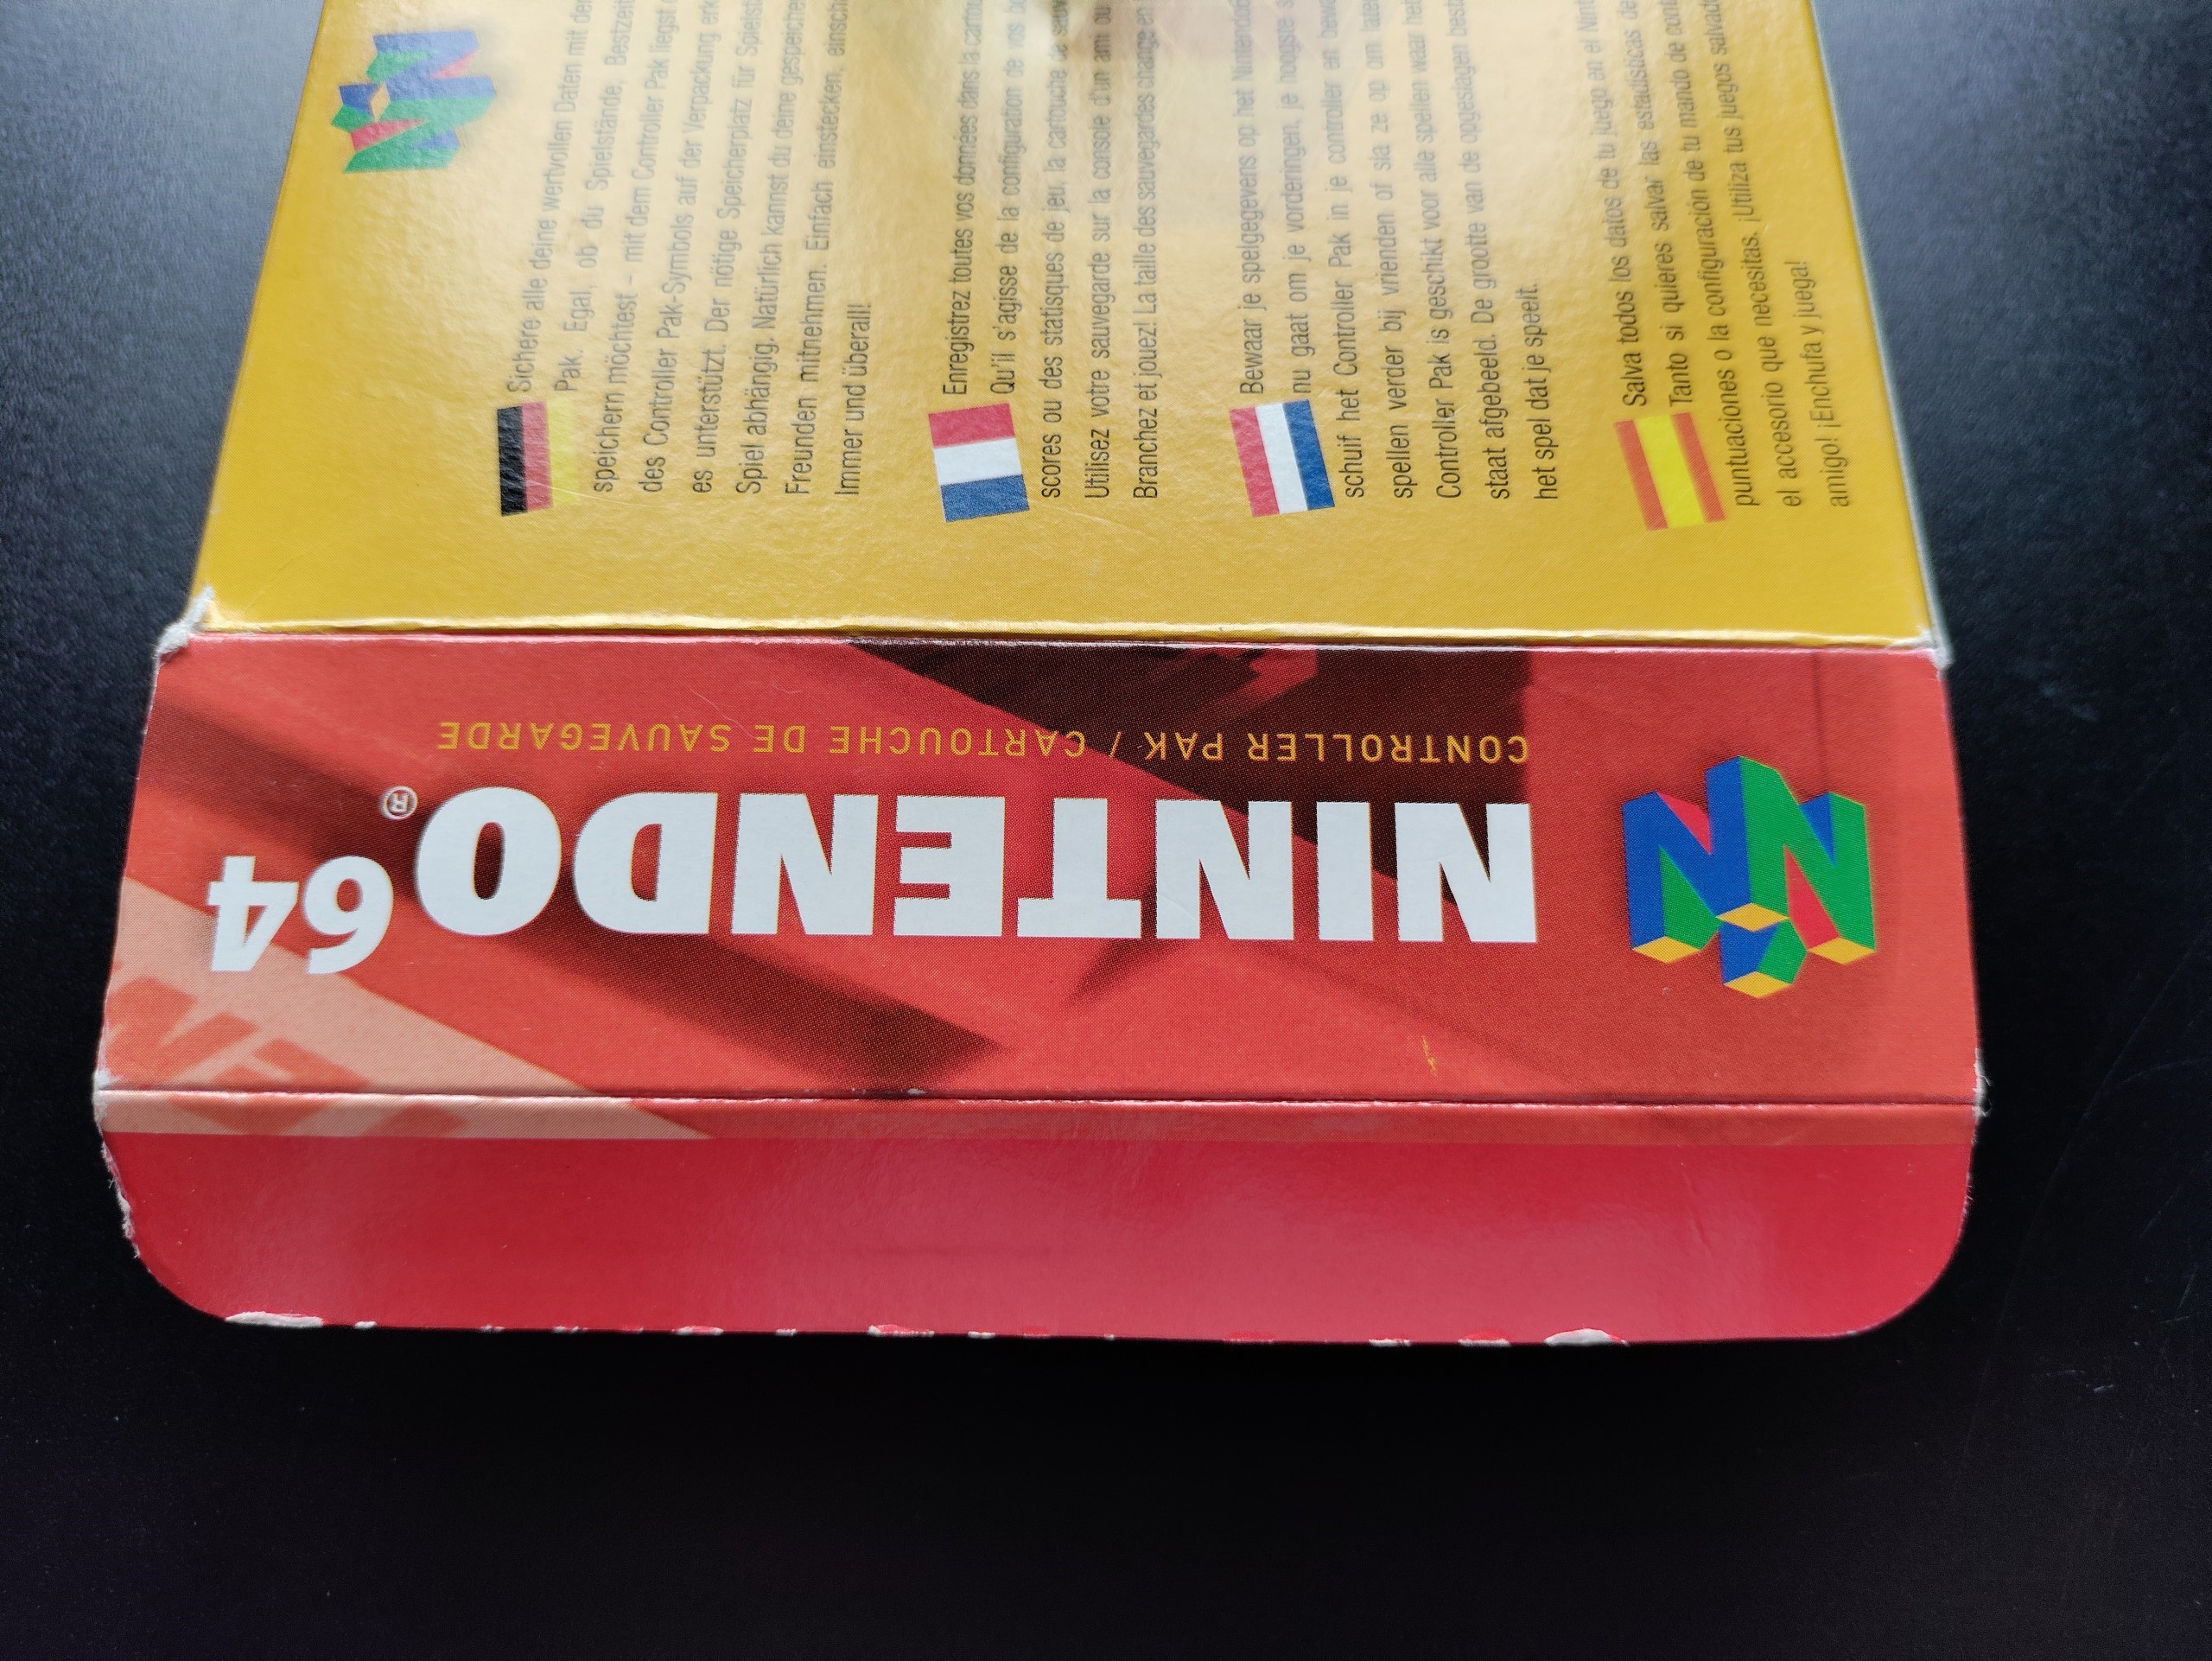 Sichere alle deine wertvollen Daten mit
Pak. Egal, ob du Spielstände, Bestzeit
speichern möchtest – mit dem Controller Pak liegst
des Controller Pak-Symbols auf der Verpackung
es unterstützt. Der nötige Speicherplatz für
Spiel abhängig. Natürlich kannst du deine
Freunden mitnehmen. Einfach einstecken,
Immer und überall!
Enregistrez toutes vos données dans la
Qu'il s'agisse de la configuration de vos
scores ou des statisques de jeu, la cartouche de
Utilisez votre sauvegarde sur la console d'un ami ou
Branchez et jouez! La taille des sauvegardes change en
Bewaar je spelgegevens op het
nu gaat om je vorderingen, je hoogste
schuif het Controller Pak in je controller en
spellen verder bij vrienden of sla ze op om
Controller Pak is geschikt voor alle spellen waar
staat afgebeeld. De grootte van de opgeslagen
het spel dat je speelt.
Salva todos los datos de tu juego en el
Tanto si quieres salvar las estadísticas de
puntuaciones o la configuración de tu mando de
el accesorio que necesitas. ¡Utiliza tus juegos
amigo! ¡Enchufa y juega!
CONTROLLER PAK / CARTOUCHE DE SAUVEGARDE
NINTENDO®64